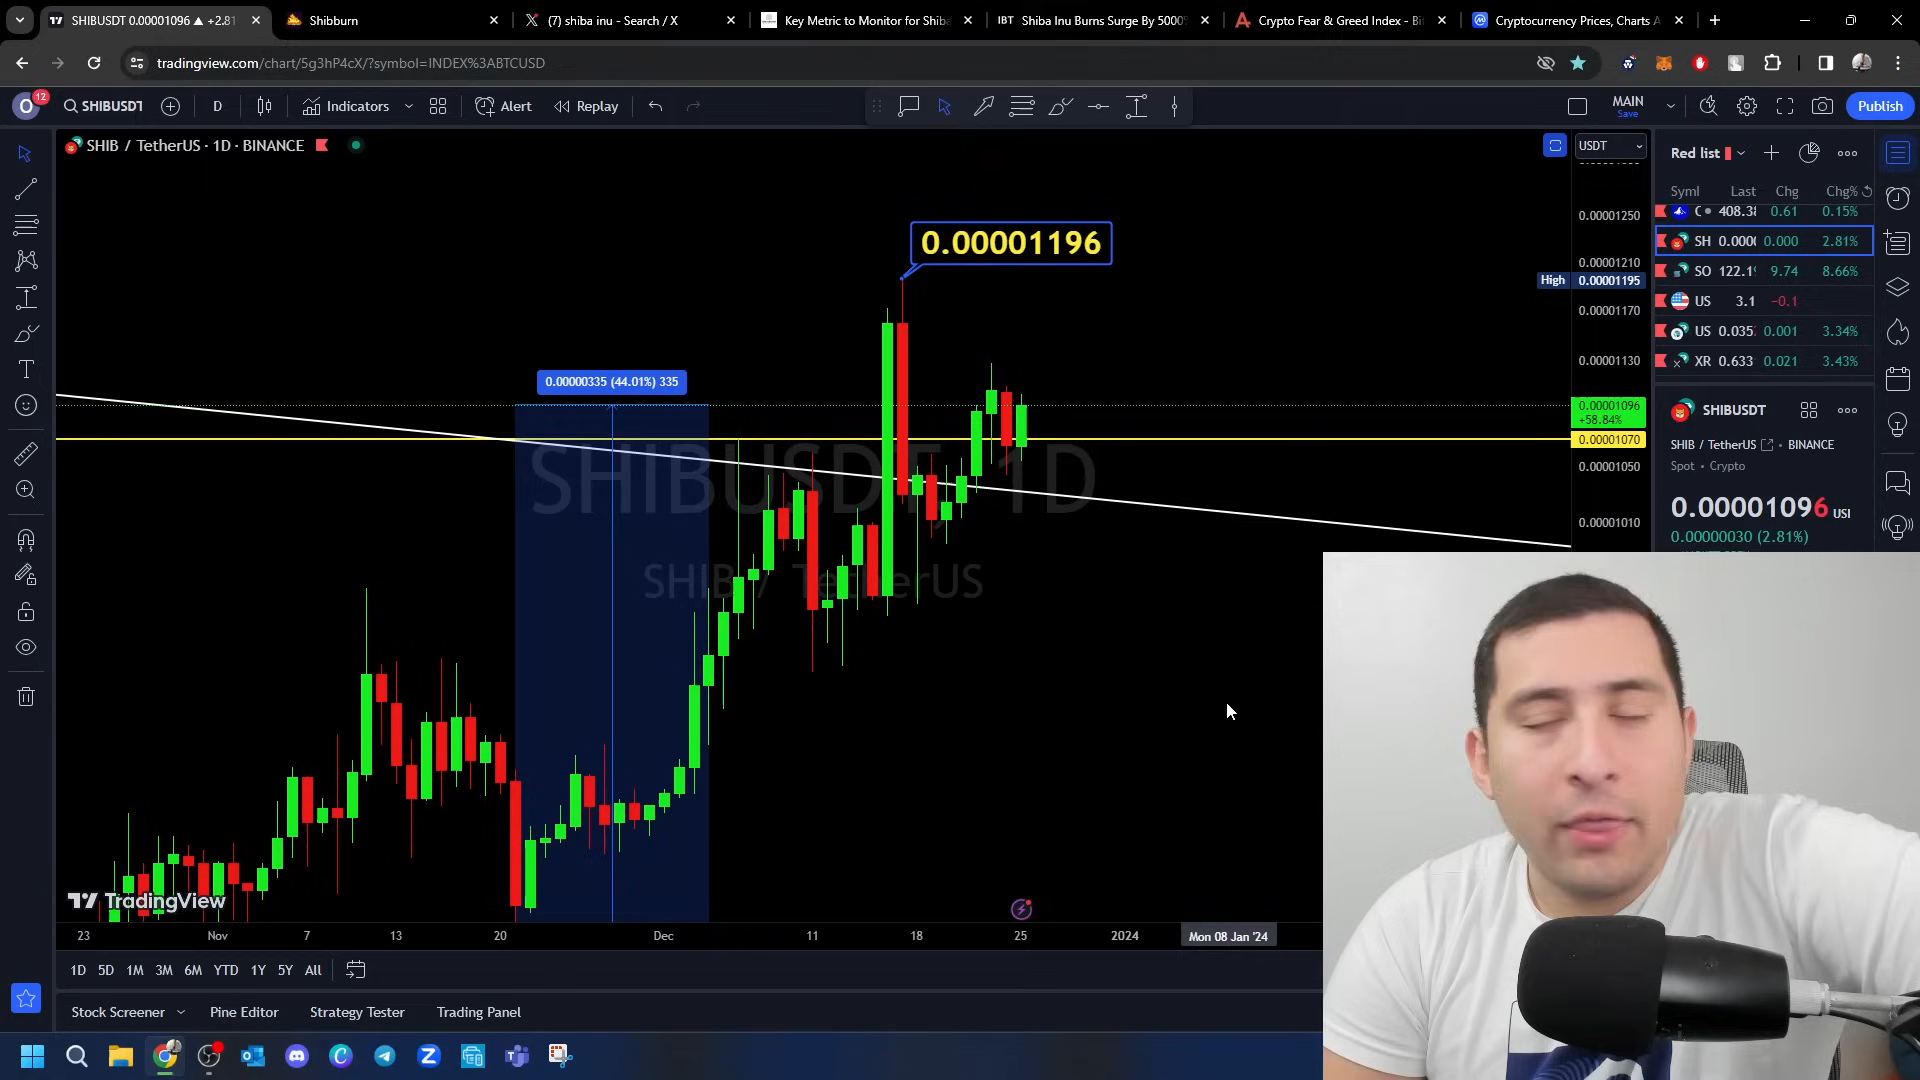 SHIBUSDT 0.00001096 ▲ +2.81
Shibburn
(7) shiba inu - Search / X
Key Metric to Monitor for Shiba
IBT
Shiba Inu Burns Surge By 5000%
Crypto Fear & Greed Index - Bi
Cryptocurrency Prices, Charts A
tradingview.com/chart/5g3hP4cX/?symbol=INDEX%3ABTCUSD
O
12
SHIBUSDT
D
Indicators
Alert
Replay
MAIN
Save
Publish
SHIB / TetherUS · 1D · BINANCE
USDT
Red list
Syml
Last
Chg
Chg%
C
408.38
0.61
0.15%
SH
0.0000
0.000
2.81%
SO
122.19
9.74
8.66%
US
3.1
−0.1
US
0.035
0.001
3.34%
XR
0.633
0.021
3.43%
0.00001250
0.00001210
High
0.00001195
0.00001170
0.00001130
0.00001096
+58.84%
0.00001070
0.00001050
0.00001010
0.00001196
0.00000335 (44.01%) 335
SHIBUSDT, 1D
SHIB / TetherUS
SHIBUSDT
SHIB / TetherUS
BINANCE
Spot
Crypto
0.00001096
0.00000030 (2.81%)
TradingView
23
Nov
7
13
20
Dec
11
18
25
2024
Mon 08 Jan '24
1D
5D
1M
3M
6M
YTD
1Y
5Y
All
Stock Screener
Pine Editor
Strategy Tester
Trading Panel